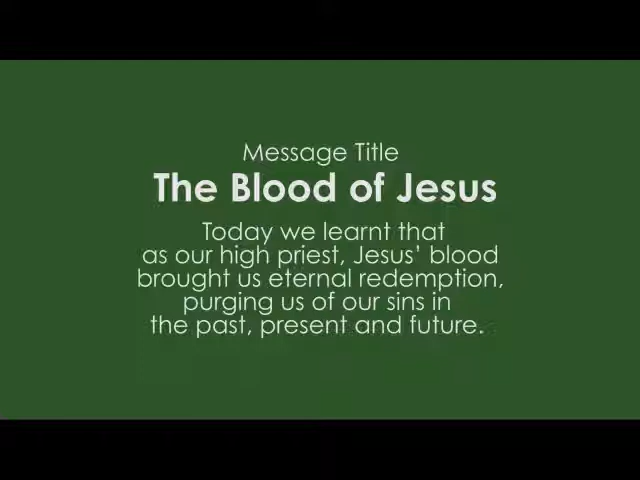 Message Title
The Blood of Jesus
Today we learnt that
as our high priest, Jesus’ blood
brought us eternal redemption,
purging us of our sins in
the past, present and future.